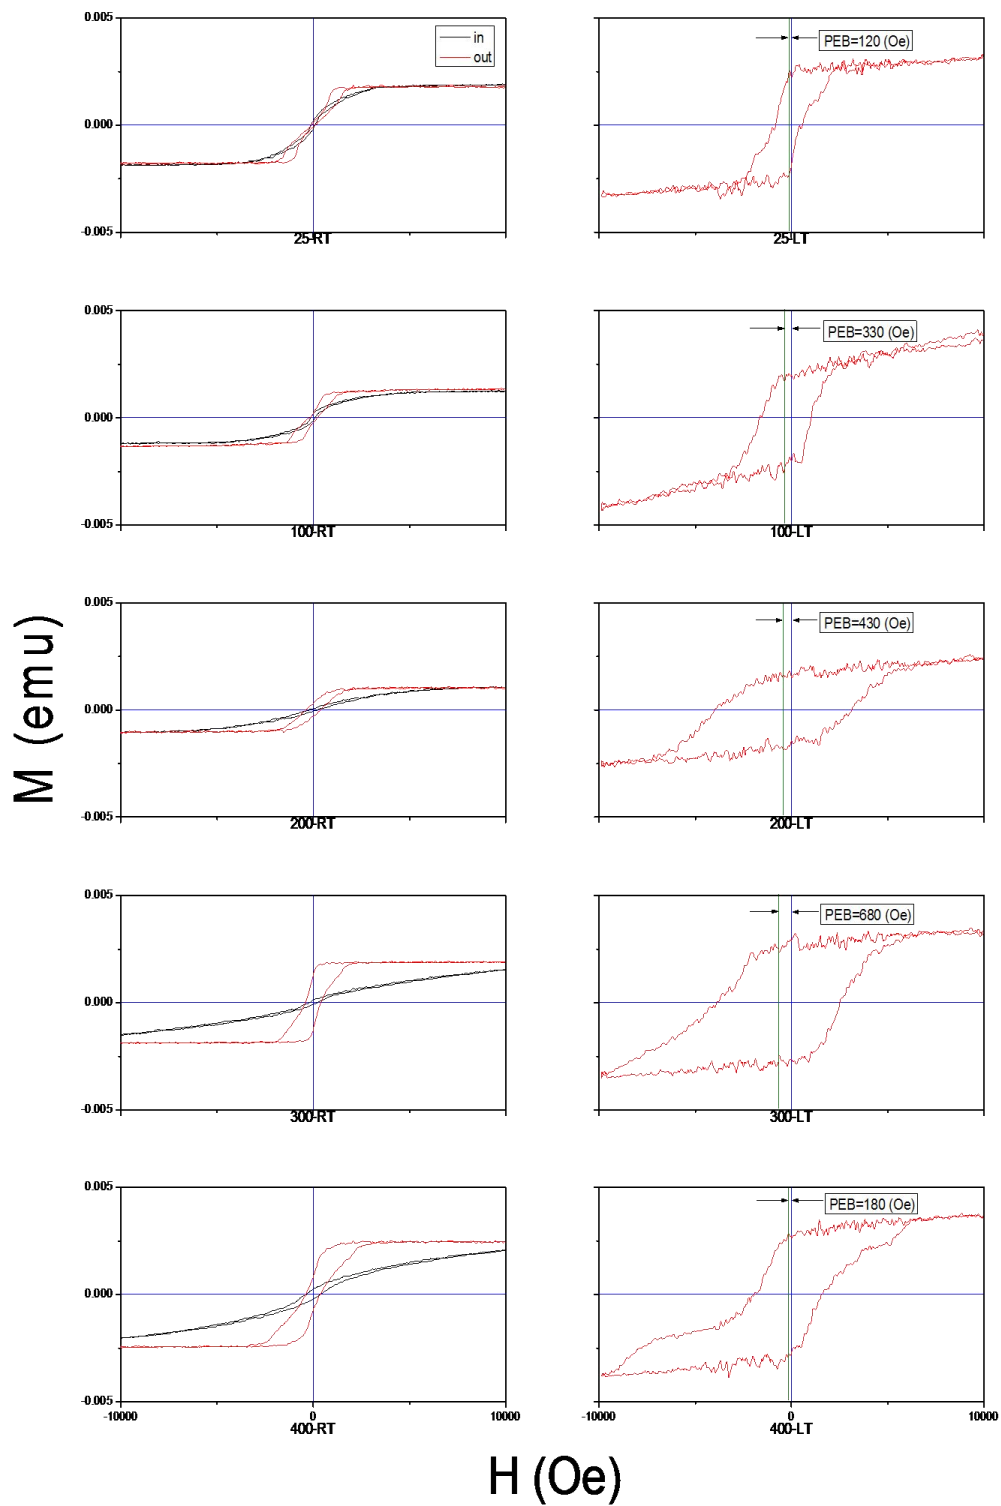 0.005
in
out
0.000
-0.005
25-RT
PEB=120 (Oe)
25-LT
0.005
0.000
-0.005
100-RT
PEB=330 (Oe)
100-LT
0.005
0.000
-0.005
200-RT
PEB=430 (Oe)
200-LT
0.005
0.000
-0.005
300-RT
PEB=680 (Oe)
300-LT
0.005
0.000
-0.005
-10000 0 10000
400-RT
PEB=180 (Oe)
-10000 0 10000
400-LT
M (emu)
H (Oe)